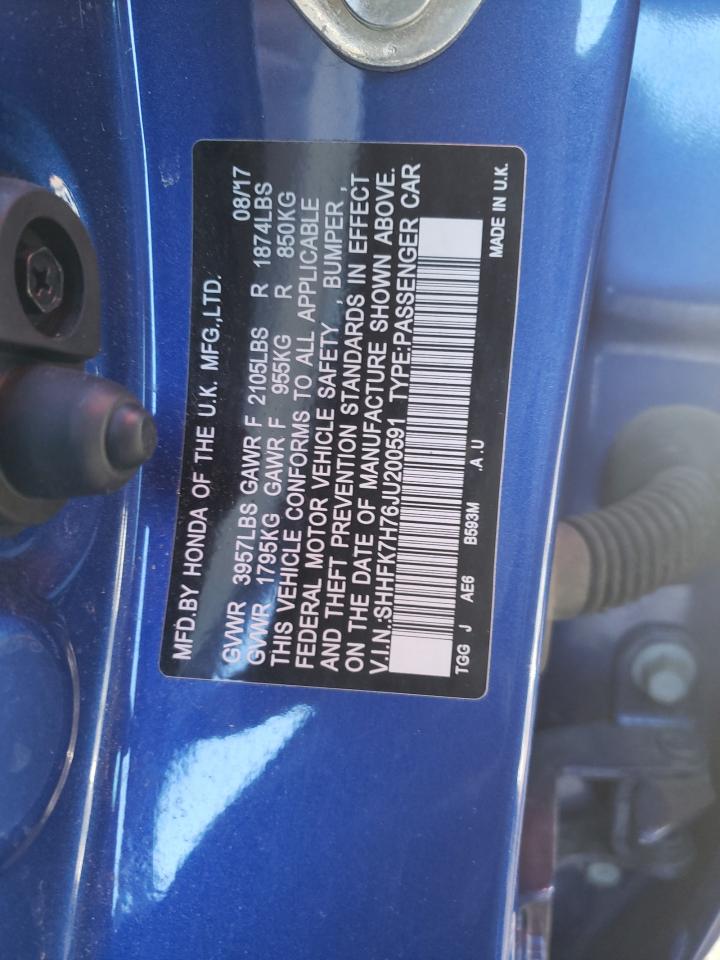 MFD.BY HONDA OF THE U.K. MFG.,LTD.
08/17
GVWR 3957LBS GAWR F 2105LBS R 1874LBS
GVWR 1795KG GAWR F 955KG R 850KG
THIS VEHICLE CONFORMS TO ALL APPLICABLE
FEDERAL MOTOR VEHICLE SAFETY , BUMPER ,
AND THEFT PREVENTION STANDARDS IN EFFECT
ON THE DATE OF MANUFACTURE SHOWN ABOVE.
V.I.N.:SHHFK7H76JU200591 TYPE:PASSENGER CAR
TGG J AE6 B593M .A.U MADE IN U.K.